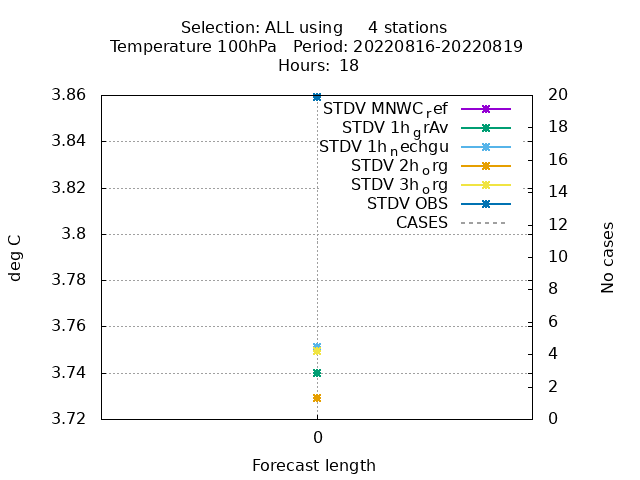 Selection: ALL using 4 stations
Temperature 100hPa Period: 20220816-20220819
Hours: 18
3.86
3.84
3.82
3.8
3.78
3.76
3.74
3.72
deg C
STDV MNWC_ref
STDV 1h_grAv
STDV 1h_nechgu
STDV 2h_org
STDV 3h_org
STDV OBS
CASES
20
18
16
14
12
10
8
6
4
2
0
No cases
0
Forecast length